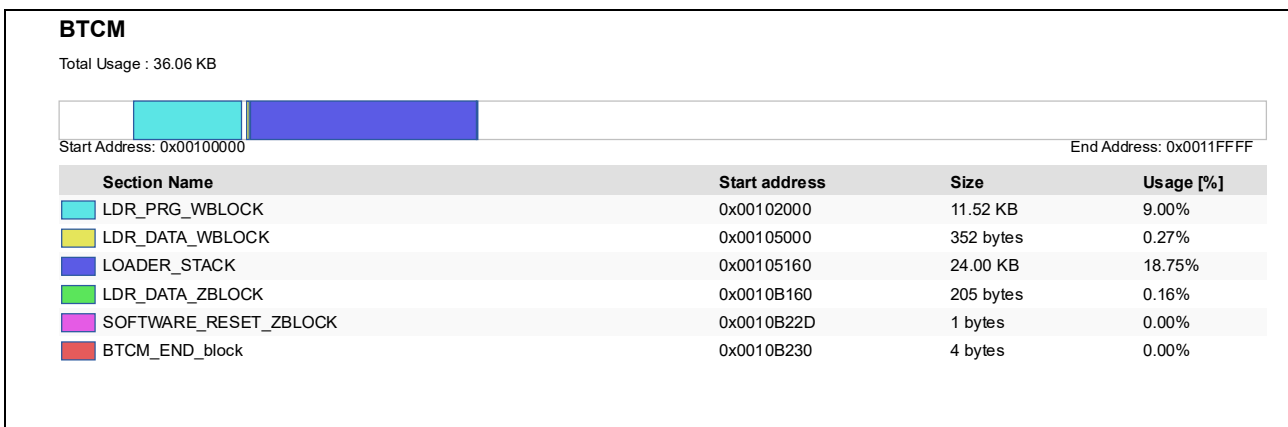 BTCM
Total Usage : 36.06 KB
Start Address: 0x00100000 End Address: 0x0011FFFF
Section Name Start address Size Usage [%]
LDR_PRG_WBLOCK 0x00102000 11.52 KB 9.00%
LDR_DATA_WBLOCK 0x00105000 352 bytes 0.27%
LOADER_STACK 0x00105160 24.00 KB 18.75%
LDR_DATA_ZBLOCK 0x0010B160 205 bytes 0.16%
SOFTWARE_RESET_ZBLOCK 0x0010B22D 1 bytes 0.00%
BTCM_END_block 0x0010B230 4 bytes 0.00%